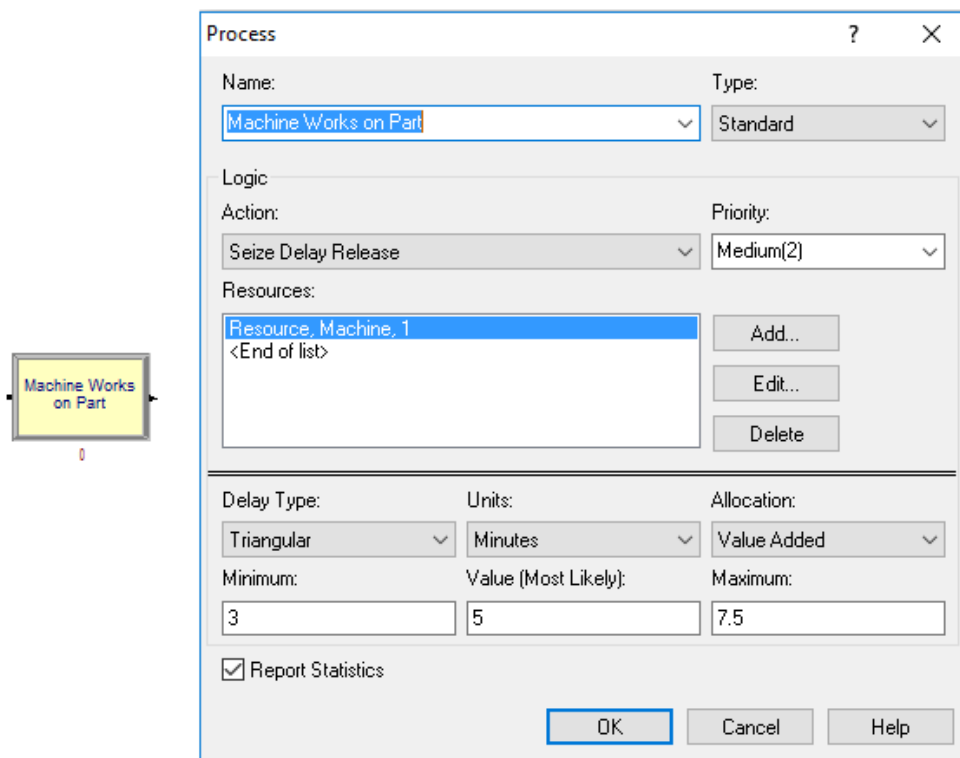 Process
?
Name:
Type:
Machine Works on Part
Standard
Logic
Action:
Priority:
Seize Delay Release
Medium(2)
Resources:
Resource, Machine, 1
<End of list>
Add...
Edit...
Delete
Machine Works
on Part
0
Delay Type:
Units:
Allocation:
Triangular
Minutes
Value Added
Minimum:
Value (Most Likely):
Maximum:
3
5
7.5
Report Statistics
OK
Cancel
Help